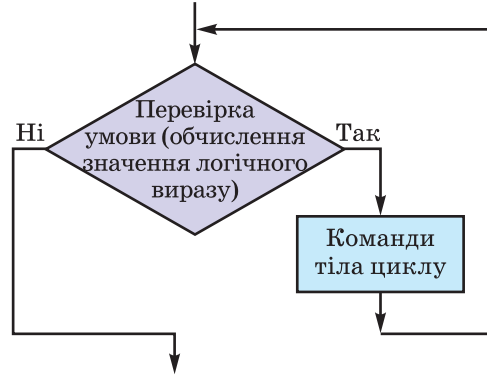 Перевірка
умови (обчислення
значення логічного
виразу)
Ні
Так
Команди
тіла циклу